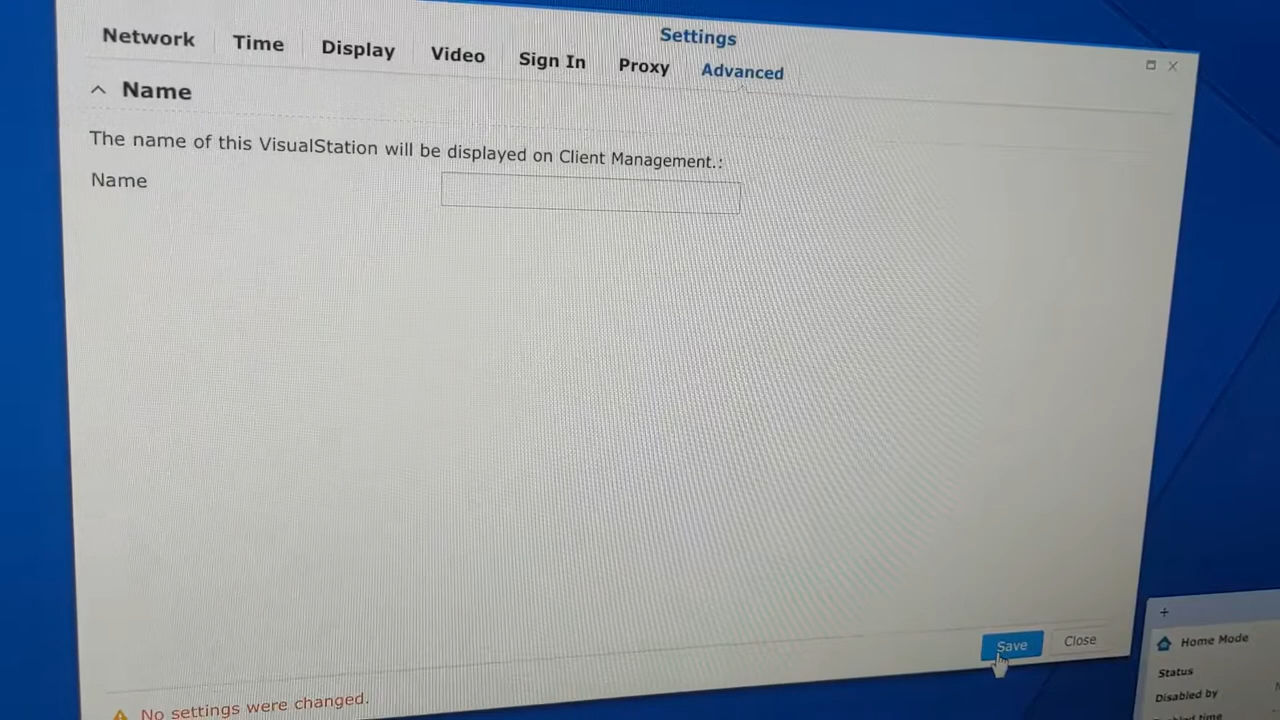 Settings
Network Time Display Video Sign In Proxy Advanced
Name
The name of this VisualStation will be displayed on Client Management.:
Name
Save Close
No settings were changed.
Home Mode
Status
Disabled by
time